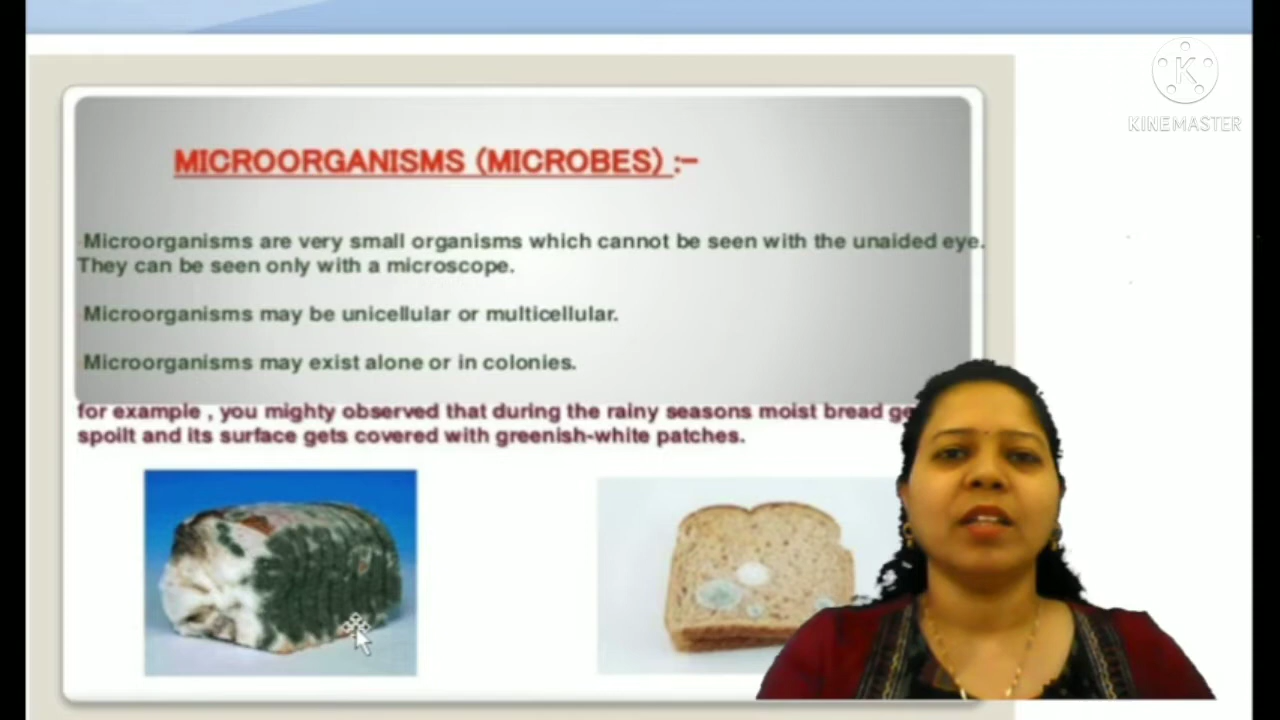 MICROORGANISMS (MICROBES) :-
Microorganisms are very small organisms which cannot be seen with the unaided eye.
They can be seen only with a microscope.
Microorganisms may be unicellular or multicellular.
Microorganisms may exist alone or in colonies.
for example , you mighty observed that during the rainy seasons moist bread
spoilt and its surface gets covered with greenish-white patches.
K
KINEMASTER